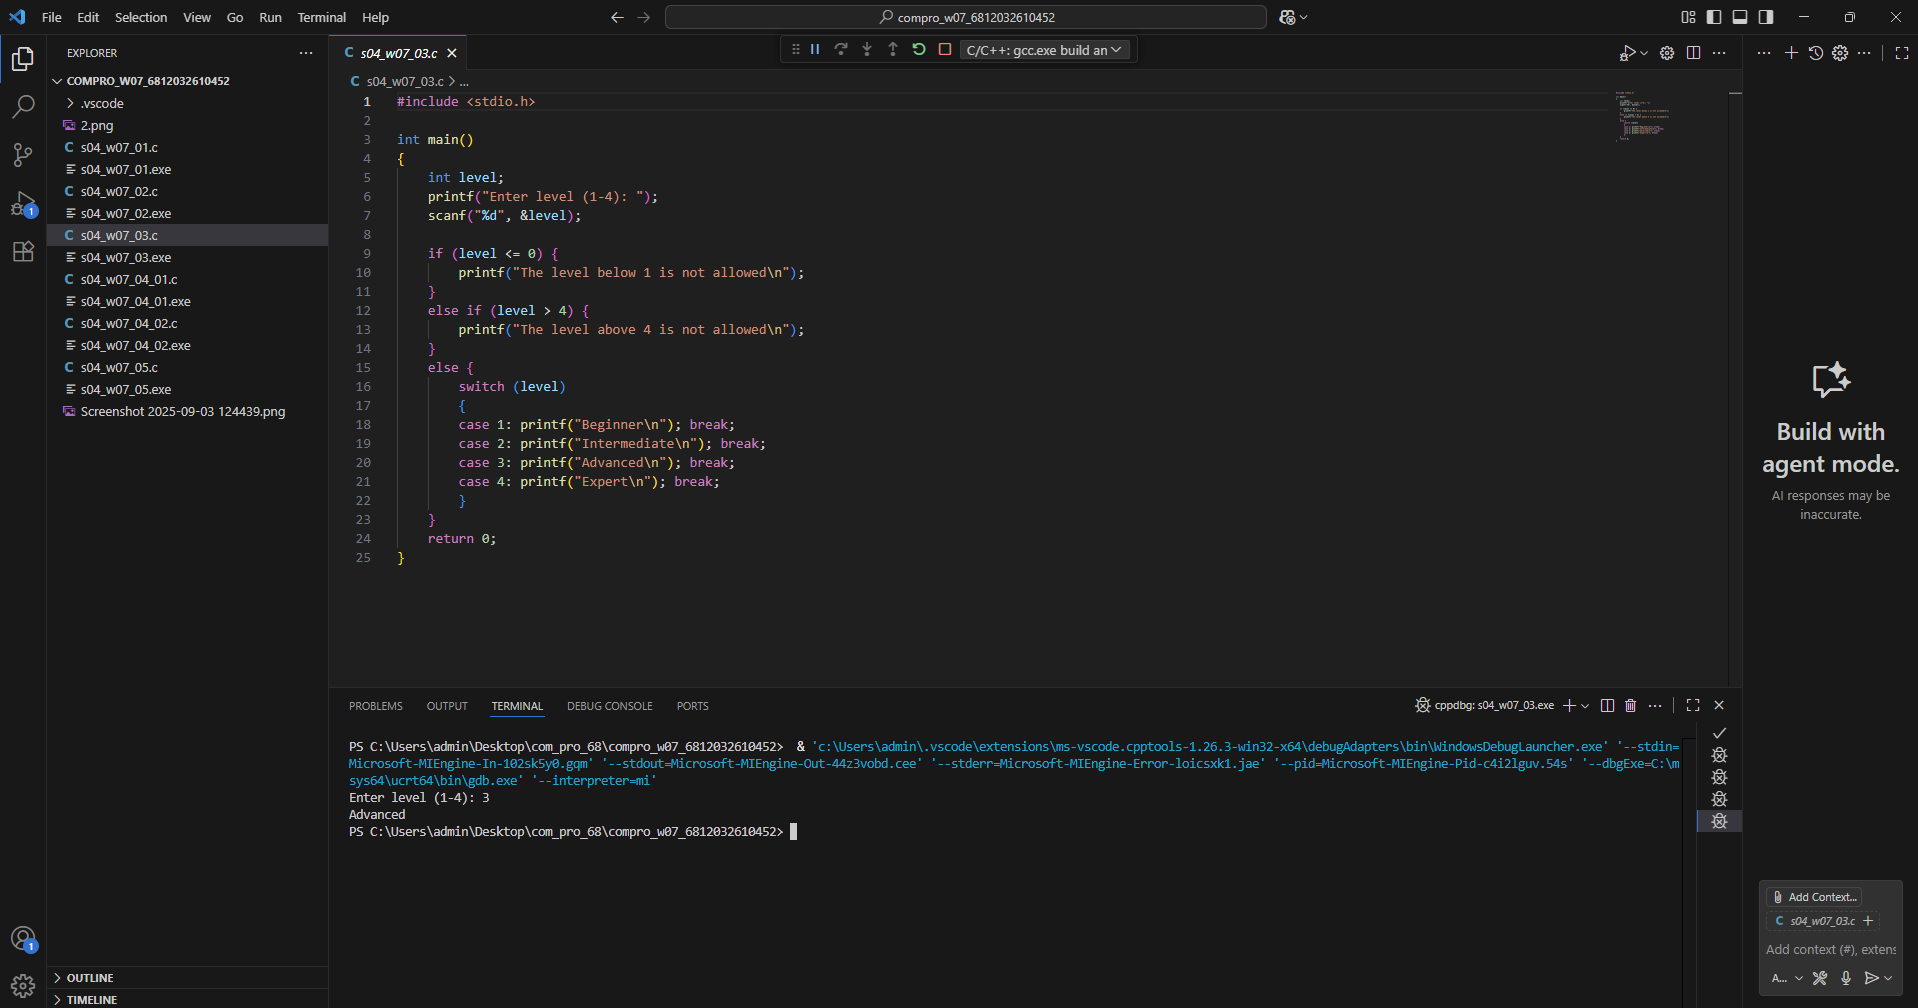 File Edit Selection View Go Run Terminal Help
compro_w07_6812032610452
EXPLORER
COMPRO_W07_6812032610452
.vscode
2.png
C s04_w07_01.c
s04_w07_01.exe
C s04_w07_02.c
s04_w07_02.exe
C s04_w07_03.c
s04_w07_03.exe
C s04_w07_04_01.c
s04_w07_04_01.exe
C s04_w07_04_02.c
s04_w07_04_02.exe
C s04_w07_05.c
s04_w07_05.exe
Screenshot 2025-09-03 124439.png
OUTLINE
TIMELINE
1
1
C s04_w07_03.c
C/C++: gcc.exe build an
C s04_w07_03.c > ...
1 #include <stdio.h>
2
3 int main()
4 {
5 int level;
6 printf("Enter level (1-4): ");
7 scanf("%d", &level);
8
9 if (level <= 0) {
10 printf("The level below 1 is not allowed\n");
11 }
12 else if (level > 4) {
13 printf("The level above 4 is not allowed\n");
14 }
15 else {
16 switch (level)
17 {
18 case 1: printf("Beginner\n"); break;
19 case 2: printf("Intermediate\n"); break;
20 case 3: printf("Advanced\n"); break;
21 case 4: printf("Expert\n"); break;
22 }
23 }
24 return 0;
25 }
PROBLEMS OUTPUT TERMINAL DEBUG CONSOLE PORTS
cppdbg: s04_w07_03.exe
PS C:\Users\admin\Desktop\com_pro_68\compro_w07_6812032610452> & 'c:\Users\admin\.vscode\extensions\ms-vscode.cpptools-1.26.3-win32-x64\debugAdapters\bin\WindowsDebugLauncher.exe' '--stdin=
Microsoft-MIEngine-In-102sk5y0.gqm' '--stdout=Microsoft-MIEngine-Out-44z3vobd.cee' '--stderr=Microsoft-MIEngine-Error-loicsxk1.jae' '--pid=Microsoft-MIEngine-Pid-c4i2lguv.54s' '--dbgExe=C:\m
sys64\ucrt64\bin\gdb.exe' '--interpreter=mi'
Enter level (1-4): 3
Advanced
PS C:\Users\admin\Desktop\com_pro_68\compro_w07_6812032610452>
Build with
agent mode.
AI responses may be
inaccurate.
Add Context...
C s04_w07_03.c
Add context (#), extens
A...